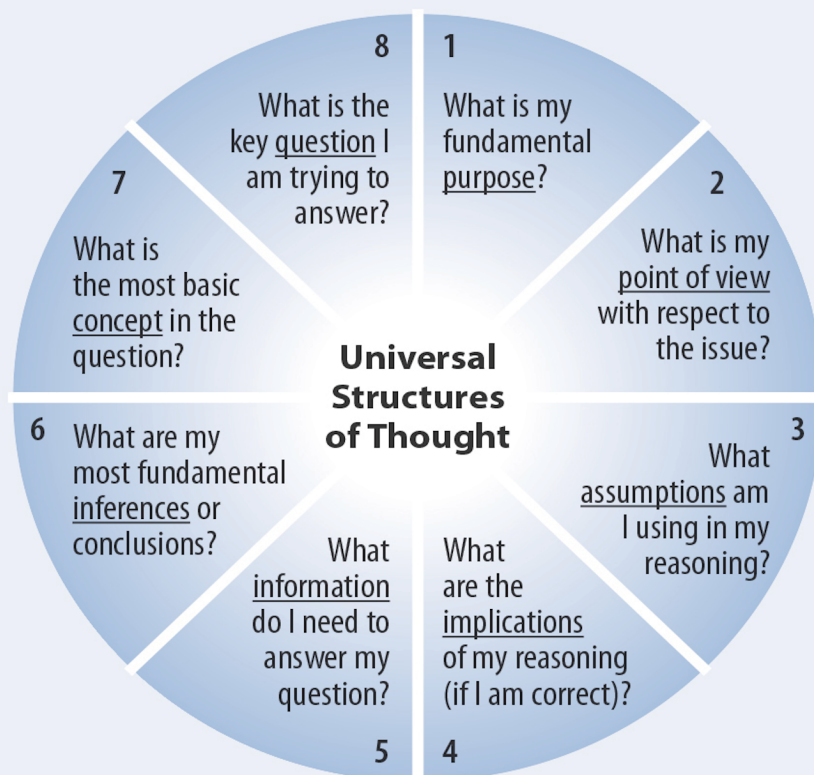 8
What is the
key question I
am trying to
answer?
1
What is my
fundamental
purpose?
2
What is my
point of view
with respect to
the issue?
3
What
assumptions am
I using in my
reasoning?
4
What
are the
implications
of my reasoning
(if I am correct)?
5
What
information
do I need to
answer my
question?
6
What are my
most fundamental
inferences or
conclusions?
7
What is
the most basic
concept in the
question?
Universal
Structures
of Thought